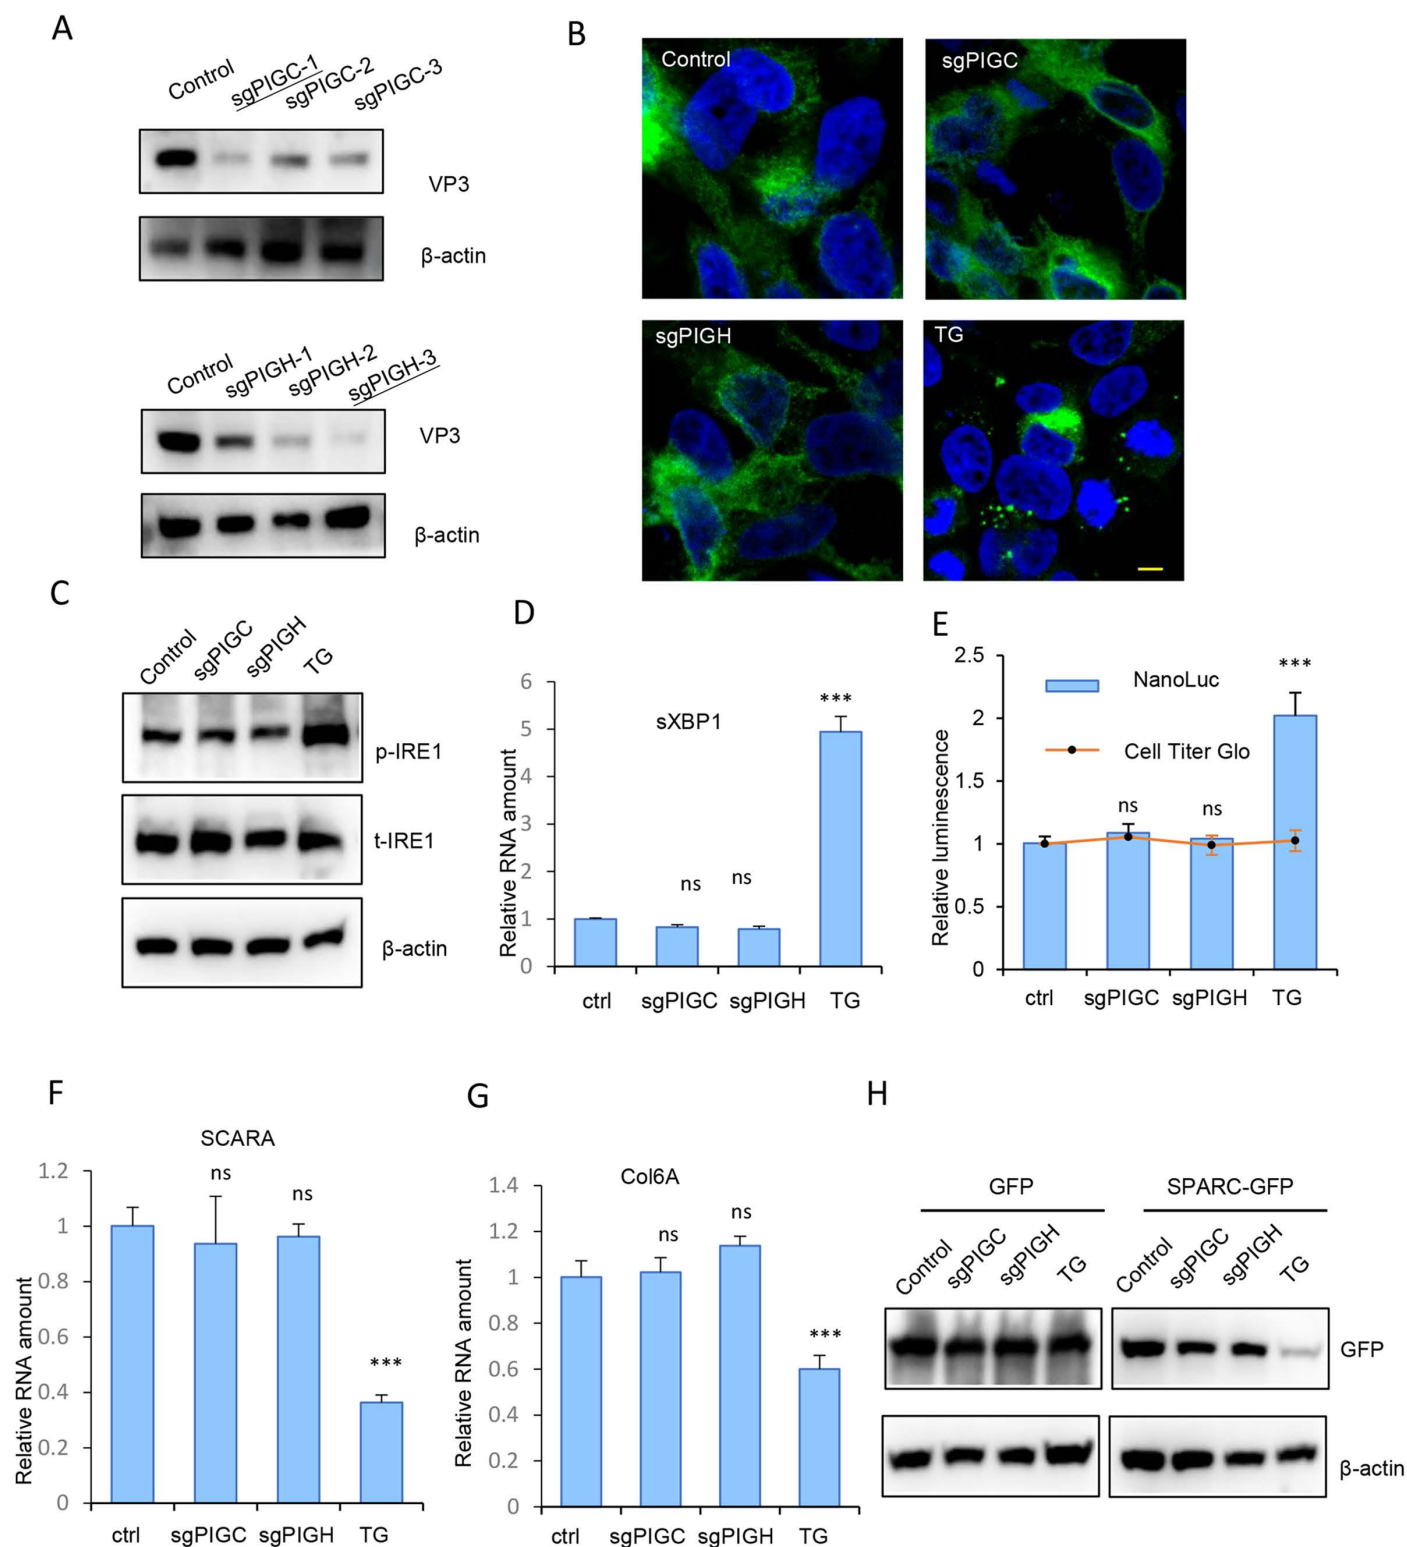 A
Control
sgPIGC-1
sgPIGC-2
sgPIGC-3
VP3
β-actin
Control
sgPIGH-1
sgPIGH-2
sgPIGH-3
VP3
β-actin
B
Control
sgPIGC
sgPIGH
TG
C
Control
sgPIGC
sgPIGH
TG
p-IRE1
t-IRE1
β-actin
D
sXBP1
Relative RNA amount
6
5
4
3
2
1
0
ns
ns
***
ctrl
sgPIGC
sgPIGH
TG
E
NanoLuc
Cell Titer Glo
Relative luminescence
2.5
2
1.5
1
0.5
0
ns
ns
***
ctrl
sgPIGC
sgPIGH
TG
F
SCARA
Relative RNA amount
1.2
1
0.8
0.6
0.4
0.2
0
ns
ns
***
ctrl
sgPIGC
sgPIGH
TG
G
Col6A
Relative RNA amount
1.4
1.2
1
0.8
0.6
0.4
0.2
0
ns
ns
***
ctrl
sgPIGC
sgPIGH
TG
H
GFP
SPARC-GFP
Control
sgPIGC
sgPIGH
TG
Control
sgPIGC
sgPIGH
TG
GFP
β-actin